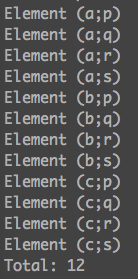 Element (a;p)
Element (a;q)
Element (a;r)
Element (a;s)
Element (b;p)
Element (b;q)
Element (b;r)
Element (b;s)
Element (c;p)
Element (c;q)
Element (c;r)
Element (c;s)
Total: 12